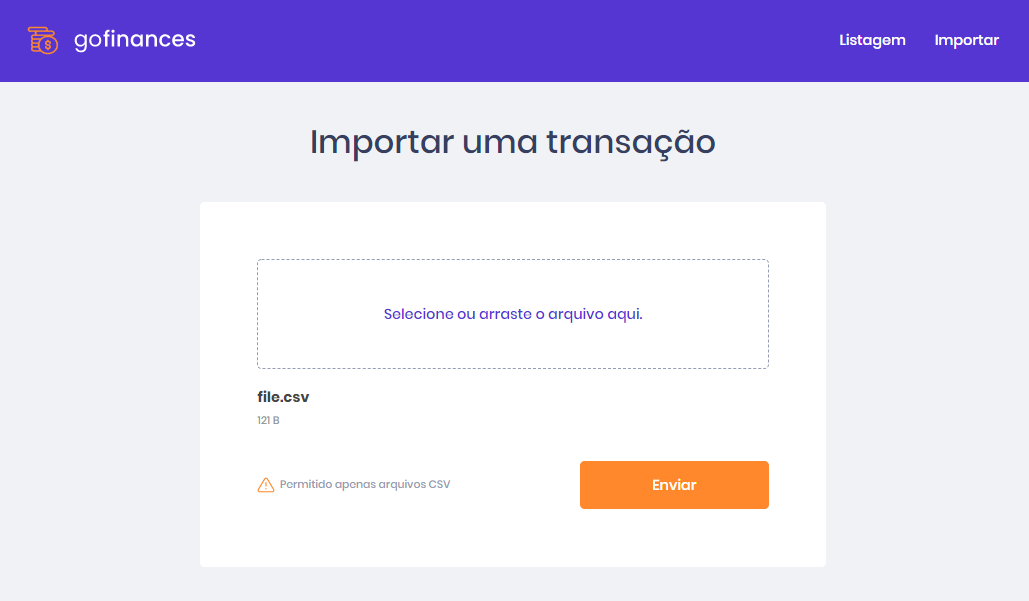 gofinances
Listagem
Importar
Importar uma transação
Selecione ou arraste o arquivo aqui.
file.csv
121 B
Permitido apenas arquivos CSV
Enviar